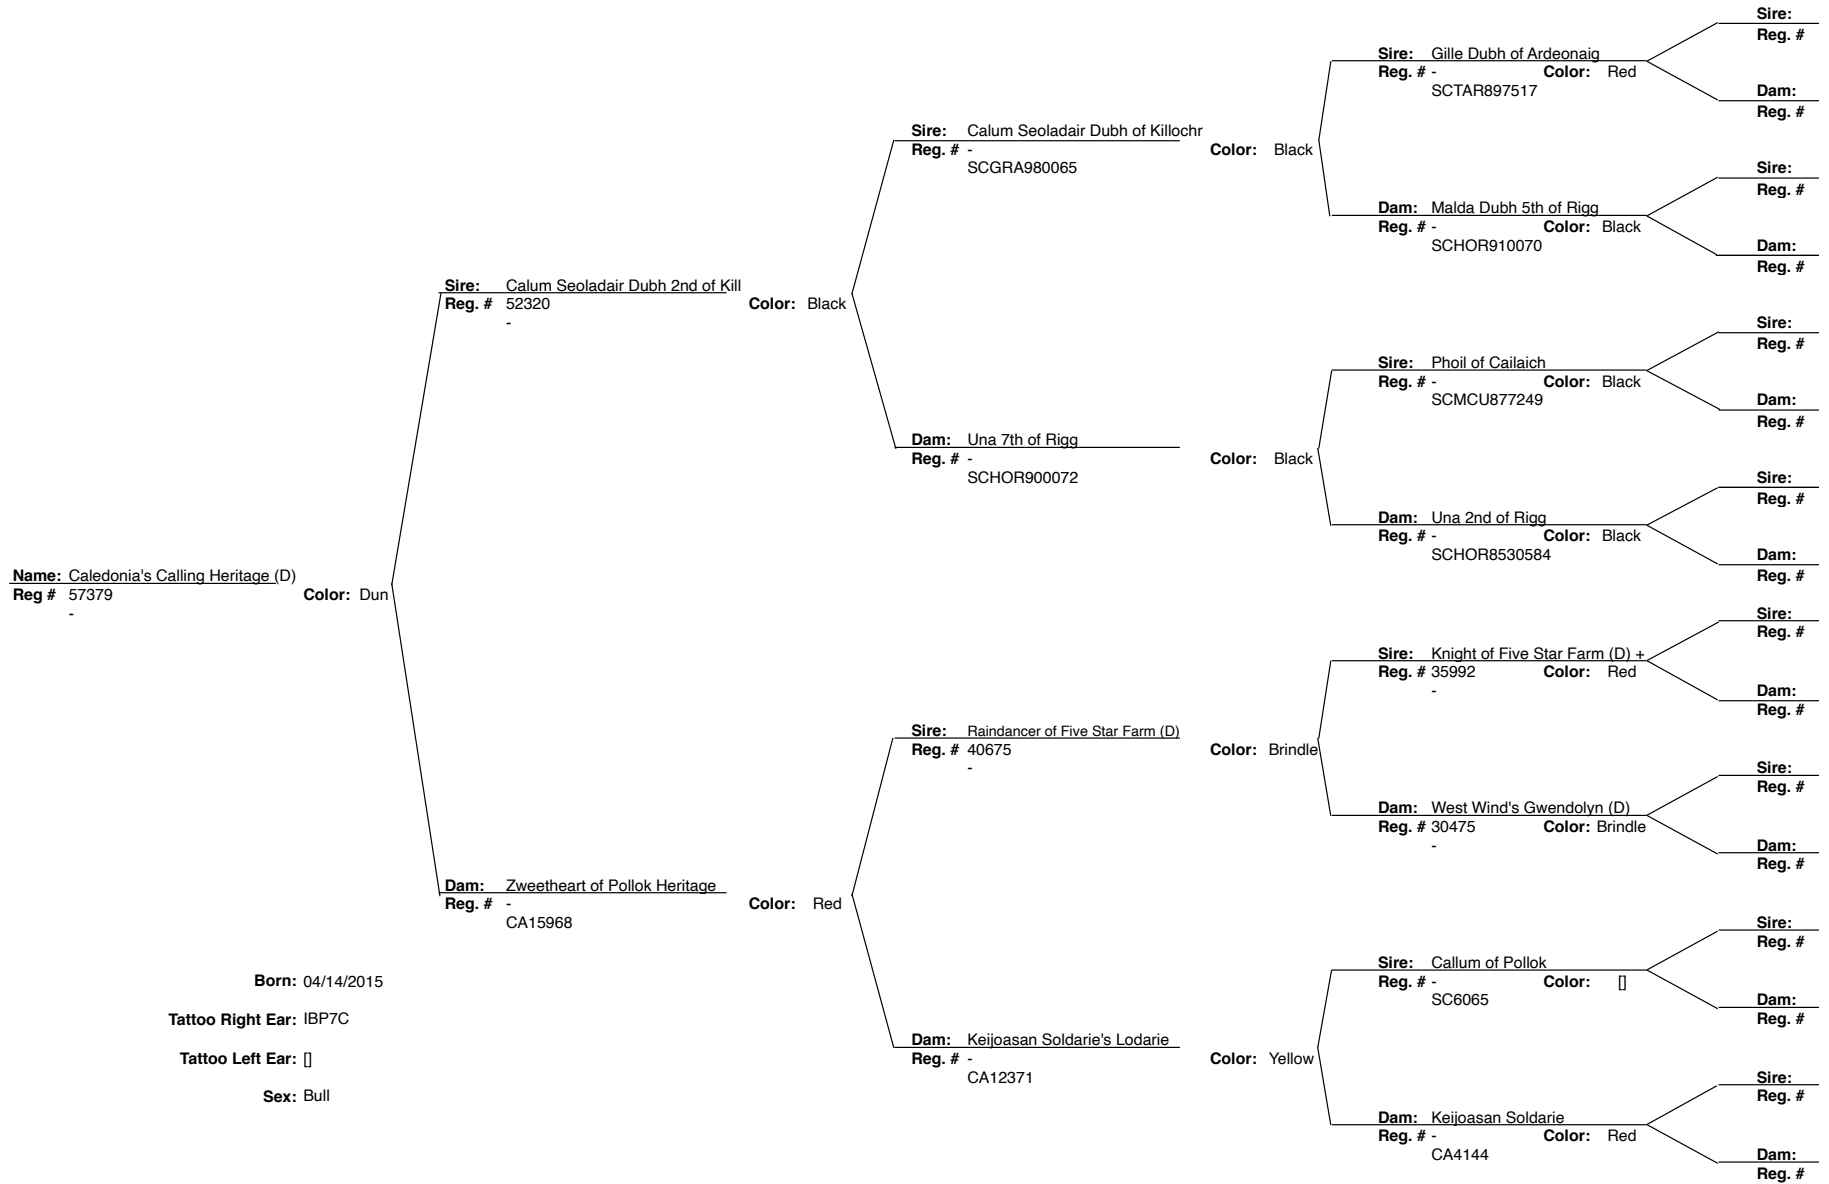 Name: Caledonia's Calling Heritage (D)
Reg # 57379 Color: Dun
-
Born: 04/14/2015
Tattoo Right Ear: IBP7C
Tattoo Left Ear: []
Sex: Bull
Sire: Calum Seoladair Dubh 2nd of Kill
Reg. # 52320 Color: Black
-
Dam: Zweetheart of Pollok Heritage
Reg. # - Color: Red
CA15968
Sire: Calum Seoladair Dubh of Killochr
Reg. # - Color: Black
SCGRA980065
Dam: Una 7th of Rigg
Reg. # - Color: Black
SCHOR900072
Sire: Raindancer of Five Star Farm (D)
Reg. # 40675 Color: Brindle
-
Dam: Keijoasan Soldarie's Lodarie
Reg. # - Color: Yellow
CA12371
Sire: Gille Dubh of Ardeonaig
Reg. # - Color: Red
SCTAR897517
Dam: Malda Dubh 5th of Rigg
Reg. # - Color: Black
SCHOR910070
Sire: Phoil of Cailaich
Reg. # - Color: Black
SCMCU877249
Dam: Una 2nd of Rigg
Reg. # - Color: Black
SCHOR8530584
Sire: Knight of Five Star Farm (D) +
Reg. # 35992 Color: Red
-
Dam: West Wind's Gwendolyn (D)
Reg. # 30475 Color: Brindle
-
Sire: Callum of Pollok
Reg. # - Color: []
SC6065
Dam: Keijoasan Soldarie
Reg. # - Color: Red
CA4144
Sire:
Reg. #
Dam:
Reg. #
Sire:
Reg. #
Dam:
Reg. #
Sire:
Reg. #
Dam:
Reg. #
Sire:
Reg. #
Dam:
Reg. #
Sire:
Reg. #
Dam:
Reg. #
Sire:
Reg. #
Dam:
Reg. #
Sire:
Reg. #
Dam:
Reg. #
Sire:
Reg. #
Dam:
Reg. #